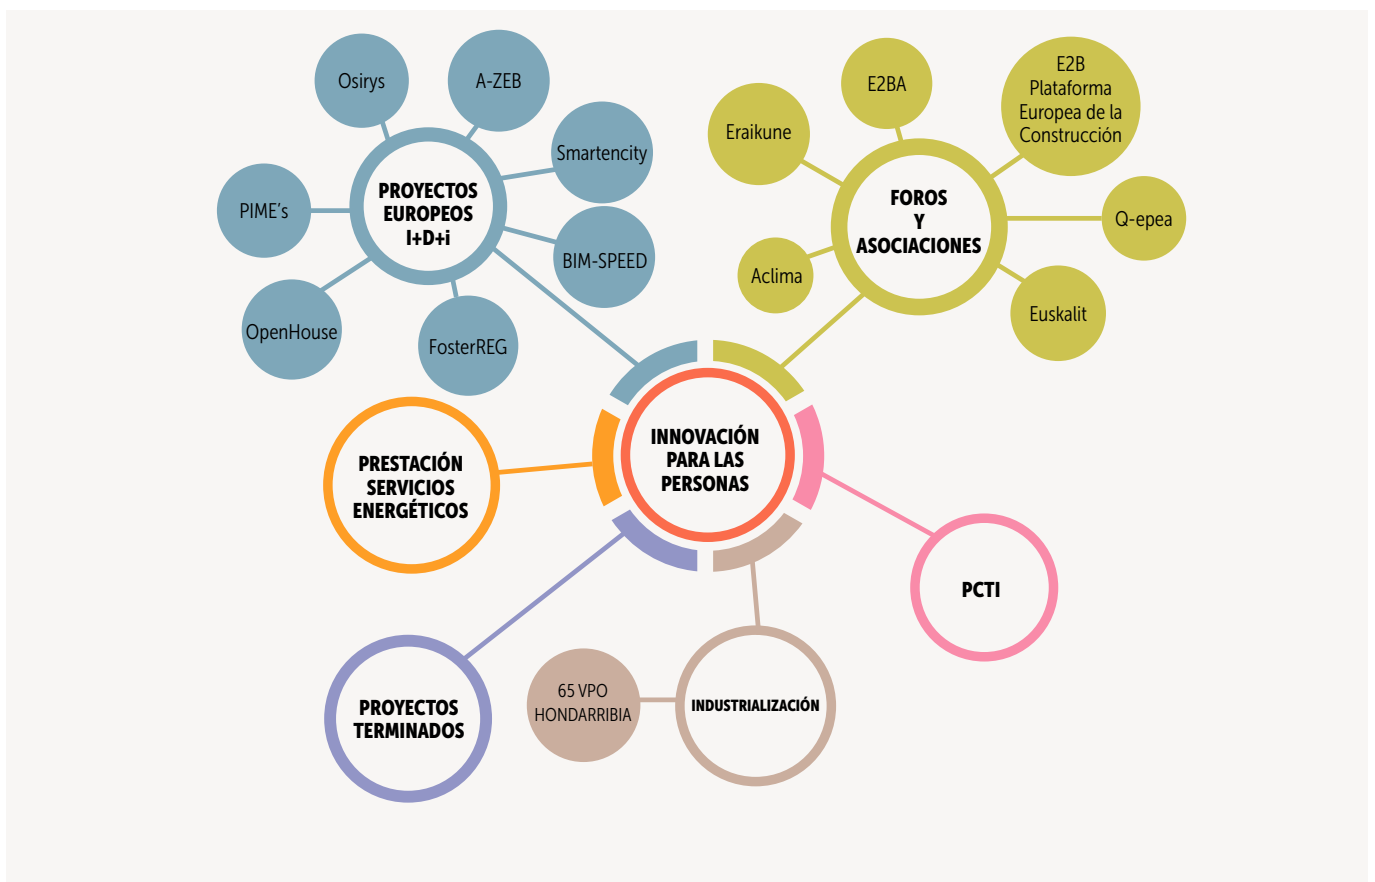 Osirys
A-ZEB
Smartencity
PIME's
PROYECTOS
EUROPEOS
I+D+i
BIM-SPEED
OpenHouse
FosterREG
E2BA
E2B
Plataforma
Europea de la
Construcción
Eraikune
FOROS
Y
ASOCIACIONES
Q-epea
Aclima
Euskalit
INNOVACIÓN
PARA LAS
PERSONAS
PRESTACIÓN
SERVICIOS
ENERGÉTICOS
PCTI
PROYECTOS
TERMINADOS
65 VPO
HONDARRIBIA
INDUSTRIALIZACIÓN